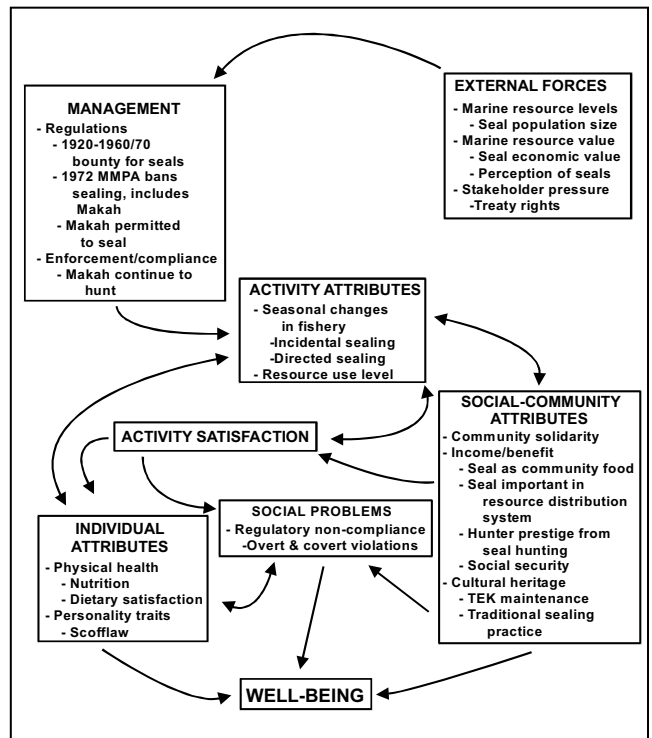 MANAGEMENT
- Regulations
- 1920-1960/70
bounty for seals
- 1972 MMPA bans
sealing, includes
Makah
- Makah permitted
to seal
- Enforcement/compliance
- Makah continue to
hunt
EXTERNAL FORCES
- Marine resource levels
- Seal population size
- Marine resource value
- Seal economic value
- Perception of seals
- Stakeholder pressure
-Treaty rights
ACTIVITY ATTRIBUTES
- Seasonal changes
in fishery
-Incidental sealing
-Directed sealing
- Resource use level
SOCIAL-COMMUNITY
ATTRIBUTES
- Community solidarity
- Income/benefit
- Seal as community food
- Seal important in
resource distribution
system
- Hunter prestige from
seal hunting
- Social security
- Cultural heritage
- TEK maintenance
- Traditional sealing
practice
ACTIVITY SATISFACTION
SOCIAL PROBLEMS
- Regulatory non-compliance
-Overt & covert violations
INDIVIDUAL
ATTRIBUTES
- Physical health
- Nutrition
- Dietary satisfaction
- Personality traits
- Scofflaw
WELL-BEING